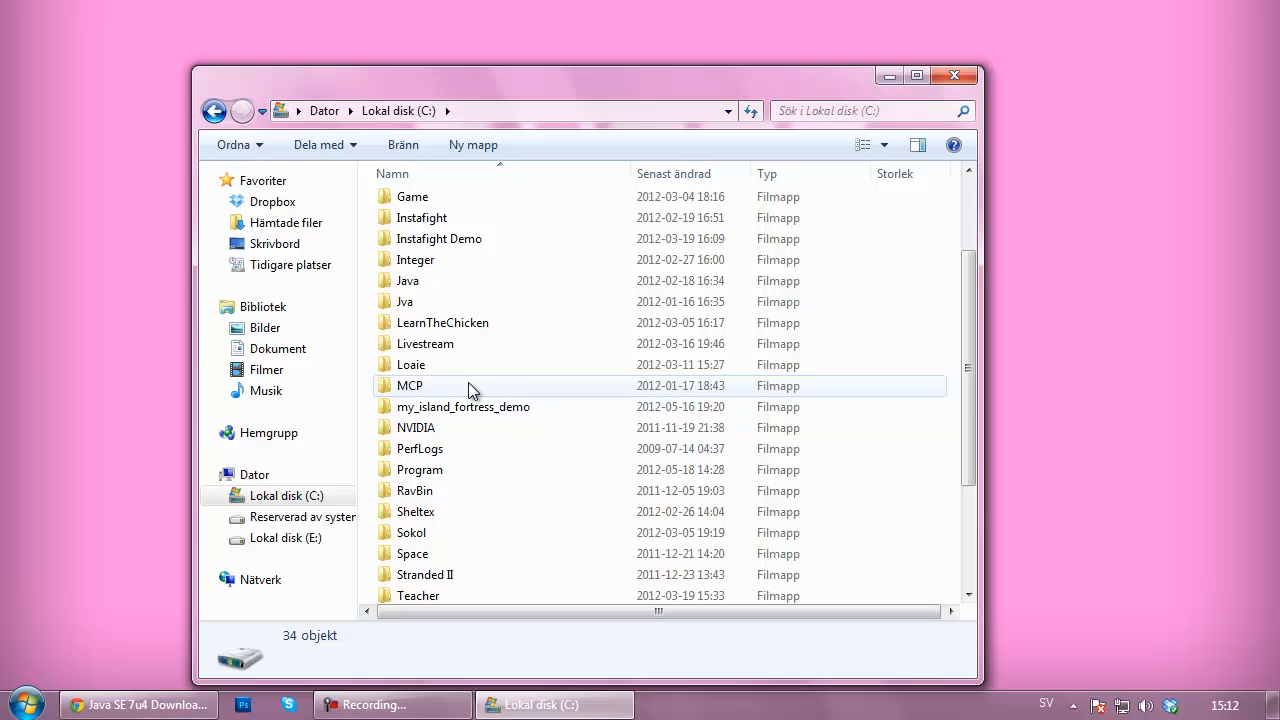 Dator Lokal disk (C:) Sök i Lokal disk (C:)
Ordna Dela med Bränn Ny mapp
Favoriter
Dropbox
Hämtade filer
Skrivbord
Tidigare platser
Bibliotek
Bilder
Dokument
Filmer
Musik
Hemgrupp
Dator
Lokal disk (C:)
Reserverad av syster
Lokal disk (E:)
Nätverk
Namn Senast ändrad Typ Storlek
Game 2012-03-04 18:16 Filmapp
Instafight 2012-02-19 16:51 Filmapp
Instafight Demo 2012-03-19 16:09 Filmapp
Integer 2012-02-27 16:00 Filmapp
Java 2012-02-18 16:34 Filmapp
Jva 2012-01-16 16:35 Filmapp
LearnTheChicken 2012-03-05 16:17 Filmapp
Livestream 2012-03-16 19:46 Filmapp
Loaie 2012-03-11 15:27 Filmapp
MCP 2012-01-17 18:43 Filmapp
my_island_fortress_demo 2012-05-16 19:20 Filmapp
NVIDIA 2011-11-19 21:38 Filmapp
PerfLogs 2009-07-14 04:37 Filmapp
Program 2012-05-18 14:28 Filmapp
RavBin 2011-12-05 19:03 Filmapp
Sheltex 2012-02-26 14:04 Filmapp
Sokol 2012-03-05 19:19 Filmapp
Space 2011-12-21 14:20 Filmapp
Stranded II 2011-12-23 13:43 Filmapp
Teacher 2012-03-19 15:33 Filmapp
34 objekt
Java SE 7u4 Downloa... Ps Recording... Lokal disk (C:) SV 15:12